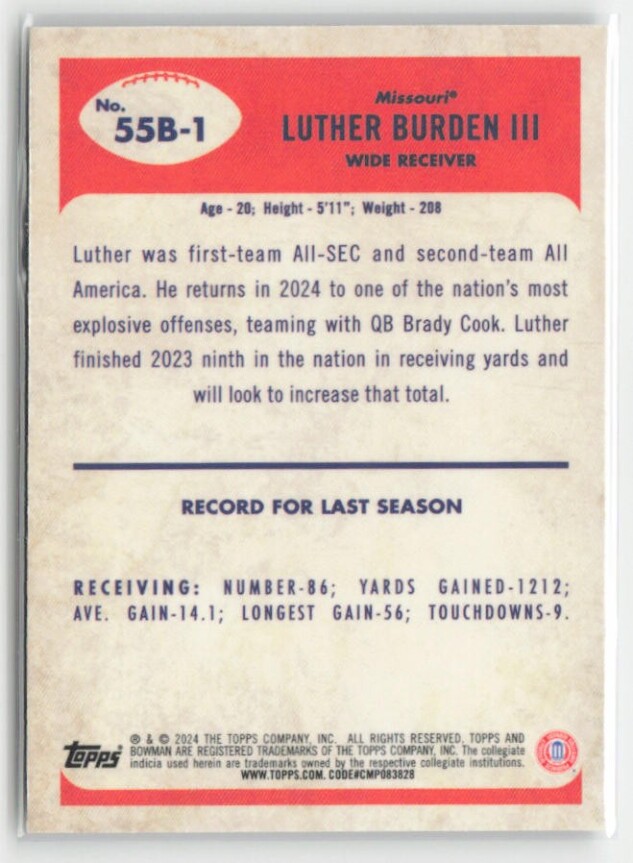 No.
55B-1
Missouri®
LUTHER BURDEN III
WIDE RECEIVER
Age - 20; Height - 5'11"; Weight - 208
Luther was first-team All-SEC and second-team All
America. He returns in 2024 to one of the nation's most
explosive offenses, teaming with QB Brady Cook. Luther
finished 2023 ninth in the nation in receiving yards and
will look to increase that total.
RECORD FOR LAST SEASON
RECEIVING: NUMBER-86; YARDS GAINED-1212;
AVE. GAIN-14.1; LONGEST GAIN-56; TOUCHDOWNS-9.
topps®
® & © 2024 THE TOPPS COMPANY, INC. ALL RIGHTS RESERVED. TOPPS AND
BOWMAN ARE REGISTERED TRADEMARKS OF THE TOPPS COMPANY, INC. The collegiate
indicia used herein are trademarks owned by the respective collegiate institutions.
WWW.TOPPS.COM. CODE#CMP083828